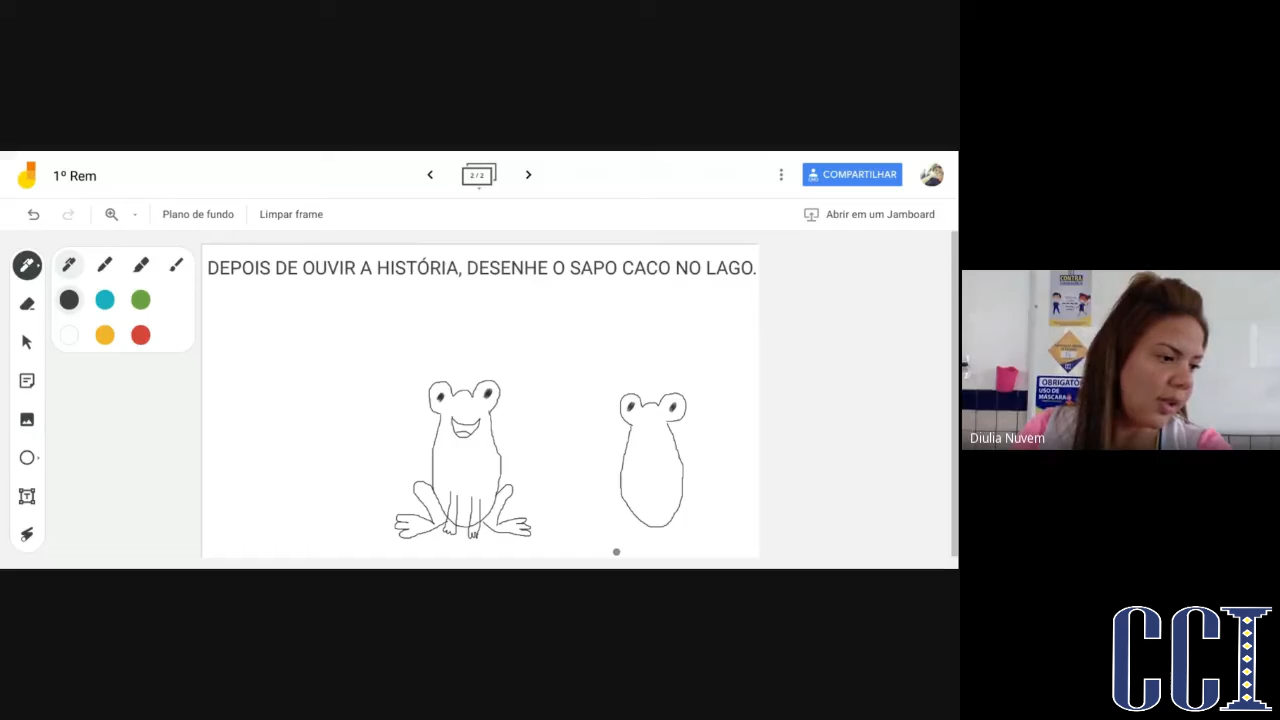 1º Rem
2 / 2
COMPARTILHAR
Plano de fundo
Limpar frame
Abrir em um Jamboard
DEPOIS DE OUVIR A HISTÓRIA, DESENHE O SAPO CACO NO LAGO.
CONTRA
OBRIGATÓ
USO DE
MÁSCARA
Diulia Nuvem
CCI